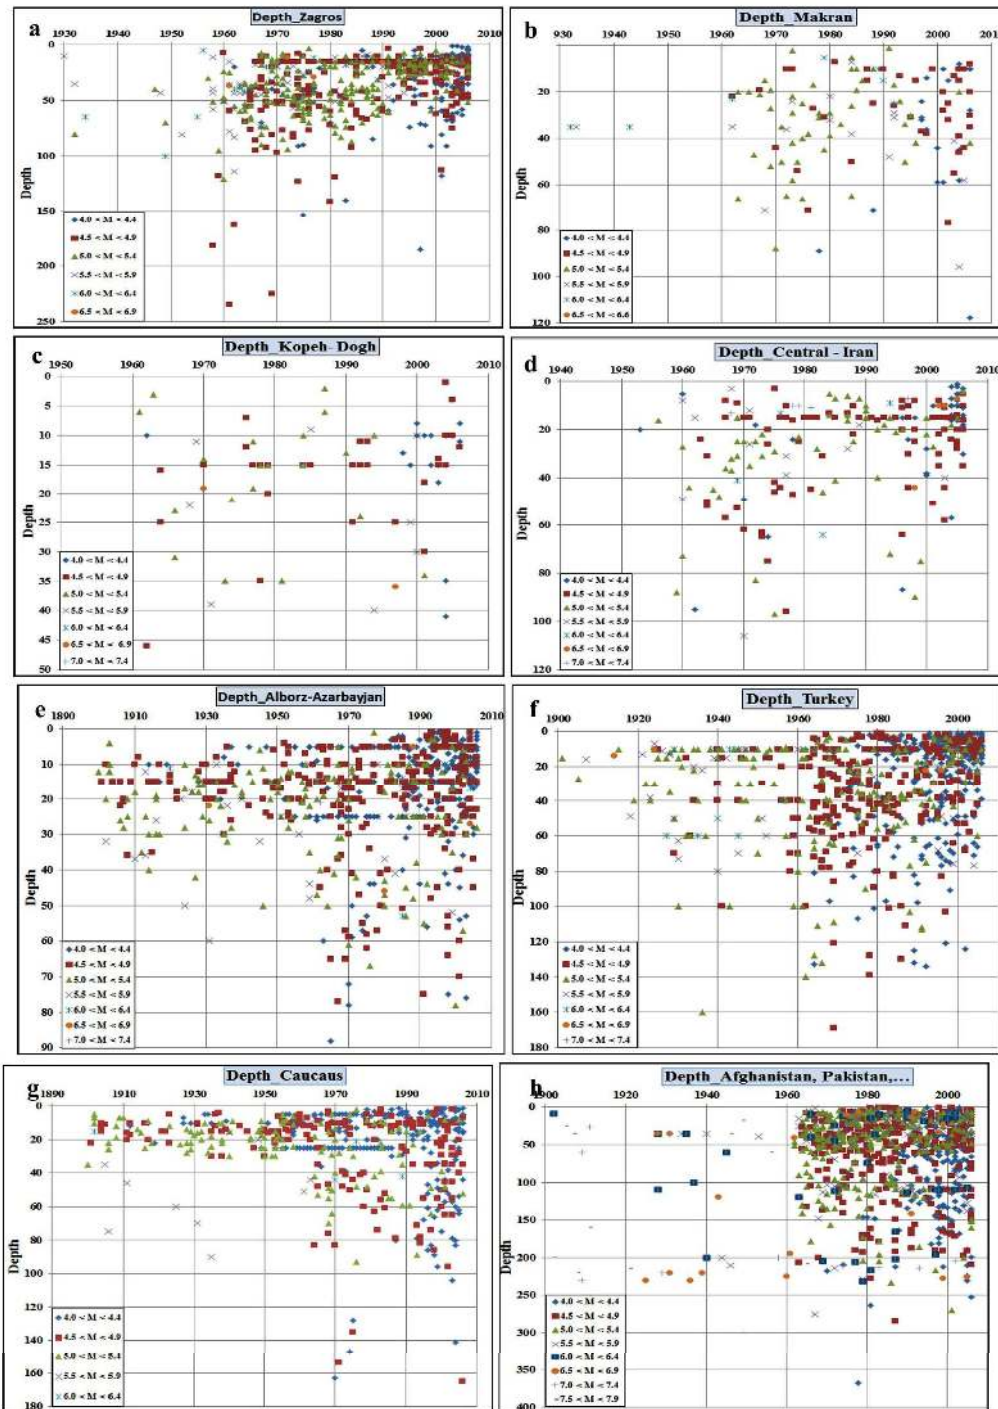 a
Depth_Zagros
1930 1940 1950 1960 1970 1980 1990 2000 2010
0
50
100
150
200
250
Depth
4.0 < M < 4.4
4.5 < M < 4.9
5.0 < M < 5.4
5.5 < M < 5.9
6.0 < M < 6.4
6.5 < M < 6.9
b
Depth_Makran
1932 1940 1950 1960 1970 1980 1990 2000 2010
0
20
40
60
80
100
120
Depth
4.0 < M < 4.4
4.5 < M < 4.9
5.0 < M < 5.4
5.5 < M < 5.9
6.0 < M < 6.4
6.5 < M < 6.6
c
Depth_Kopeh- Dogh
1950 1960 1970 1980 1990 2000 2010
0
5
10
15
20
25
30
35
40
45
50
Depth
4.0 < M < 4.4
4.5 < M < 4.9
5.0 < M < 5.4
5.5 < M < 5.9
6.0 < M < 6.4
6.5 < M < 6.9
7.0 < M < 7.4
d
Depth_Central - Iran
1940 1950 1960 1970 1980 1990 2000 2010
0
20
40
60
80
100
120
Depth
4.0 < M < 4.4
4.5 < M < 4.9
5.0 < M < 5.4
5.5 < M < 5.9
6.0 < M < 6.4
6.5 < M < 6.9
7.0 < M < 7.4
e
Depth_Alborz-Azarbayjan
1890 1910 1930 1950 1970 1990 2010
0
10
20
30
40
50
60
70
80
90
Depth
4.0 < M < 4.4
4.5 < M < 4.9
5.0 < M < 5.4
5.5 < M < 5.9
6.0 < M < 6.4
6.5 < M < 6.9
7.0 < M < 7.4
f
Depth_Turkey
1900 1920 1940 1960 1980 2000
0
20
40
60
80
100
120
140
160
180
Depth
4.0 < M < 4.4
4.5 < M < 4.9
5.0 < M < 5.4
5.5 < M < 5.9
6.0 < M < 6.4
6.5 < M < 6.9
7.0 < M < 7.4
g
Depth_Caucaus
1890 1910 1930 1950 1970 1990 2010
0
20
40
60
80
100
120
140
160
180
Depth
4.0 < M < 4.4
4.5 < M < 4.9
5.0 < M < 5.4
5.5 < M < 5.9
6.0 < M < 6.4
h
Depth_Afghanistan, Pakistan,...
1900 1920 1940 1960 1980 2000
0
50
100
150
200
250
300
350
400
Depth
4.0 < M < 4.4
4.5 < M < 4.9
5.0 < M < 5.4
5.5 < M < 5.9
6.0 < M < 6.4
6.5 < M < 6.9
7.0 < M < 7.4
7.5 < M < 7.9